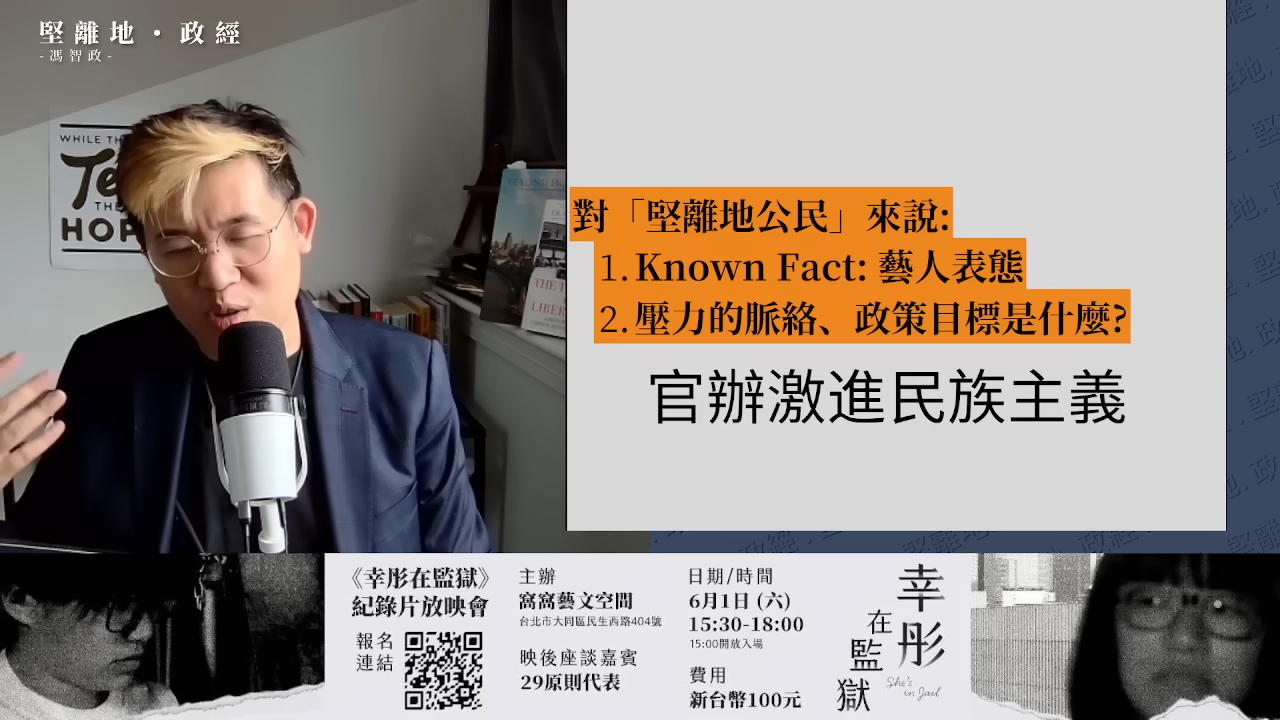 堅離地・政經
-馮智政-
WHILE TH
Te
THE
HOP
對「堅離地公民」來說:
1. Known Fact: 藝人表態
2. 壓力的脈絡、政策目標是什麼?
官辦激進民族主義
《幸彤在監獄》
紀錄片放映會
報名
連結
主辦
窩窩藝文空間
台北市大同區民生西路404號
映後座談嘉賓
29原則代表
日期/時間
6月1日 (六)
15:30-18:00
15:00開放入場
費用
新台幣100元
幸彤
在
監獄
She's
in Jail